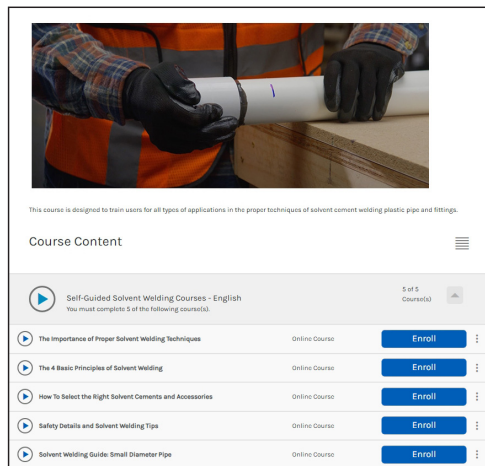 This course is designed to train users for all types of applications in the proper techniques of solvent cement welding plastic pipe and fittings.
Course Content
Self-Guided Solvent Welding Courses - English
You must complete 5 of the following course(s).
5 of 5
Course(s)
The Importance of Proper Solvent Welding Techniques Online Course Enroll
The 4 Basic Principles of Solvent Welding Online Course Enroll
How To Select the Right Solvent Cements and Accessories Online Course Enroll
Safety Details and Solvent Welding Tips Online Course Enroll
Solvent Welding Guide: Small Diameter Pipe Online Course Enroll